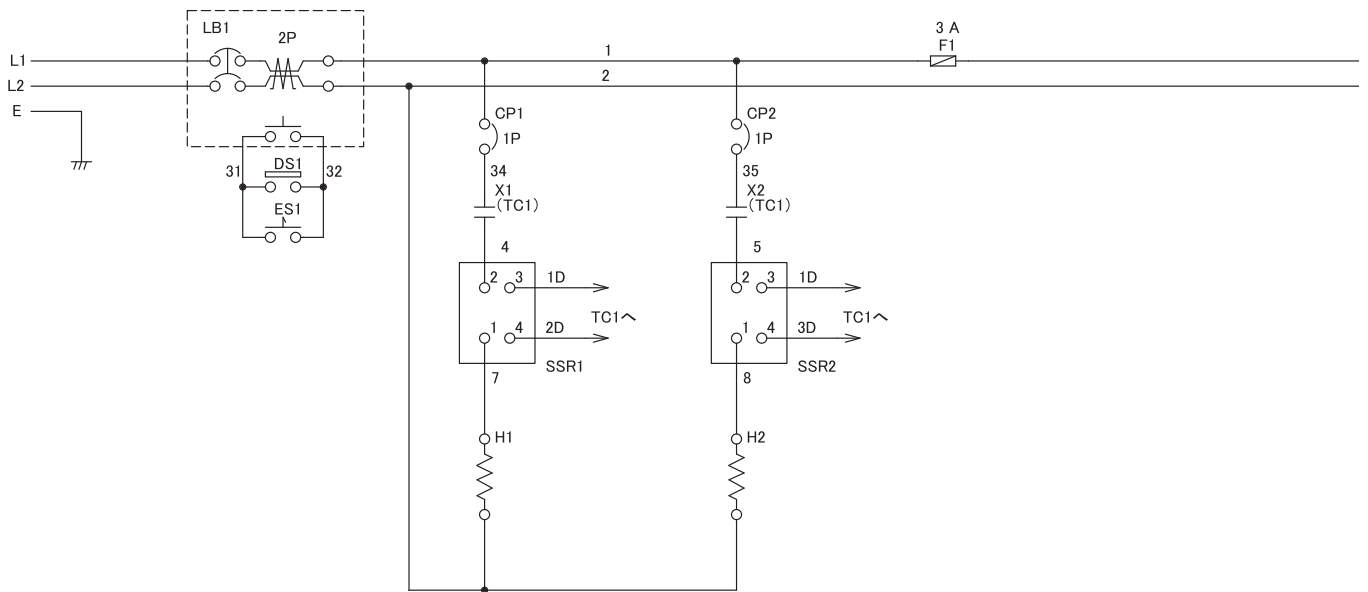 LB1
2P
3 A
F1
L1
1
L2
2
E
CP1
1P
CP2
1P
31
DS1
32
34
35
X1
(TC1)
X2
(TC1)
ES1
4
5
2 3 1D
2 3 1D
TC1へ
TC1へ
1 4 2D
1 4 3D
SSR1
SSR2
7
8
H1
H2